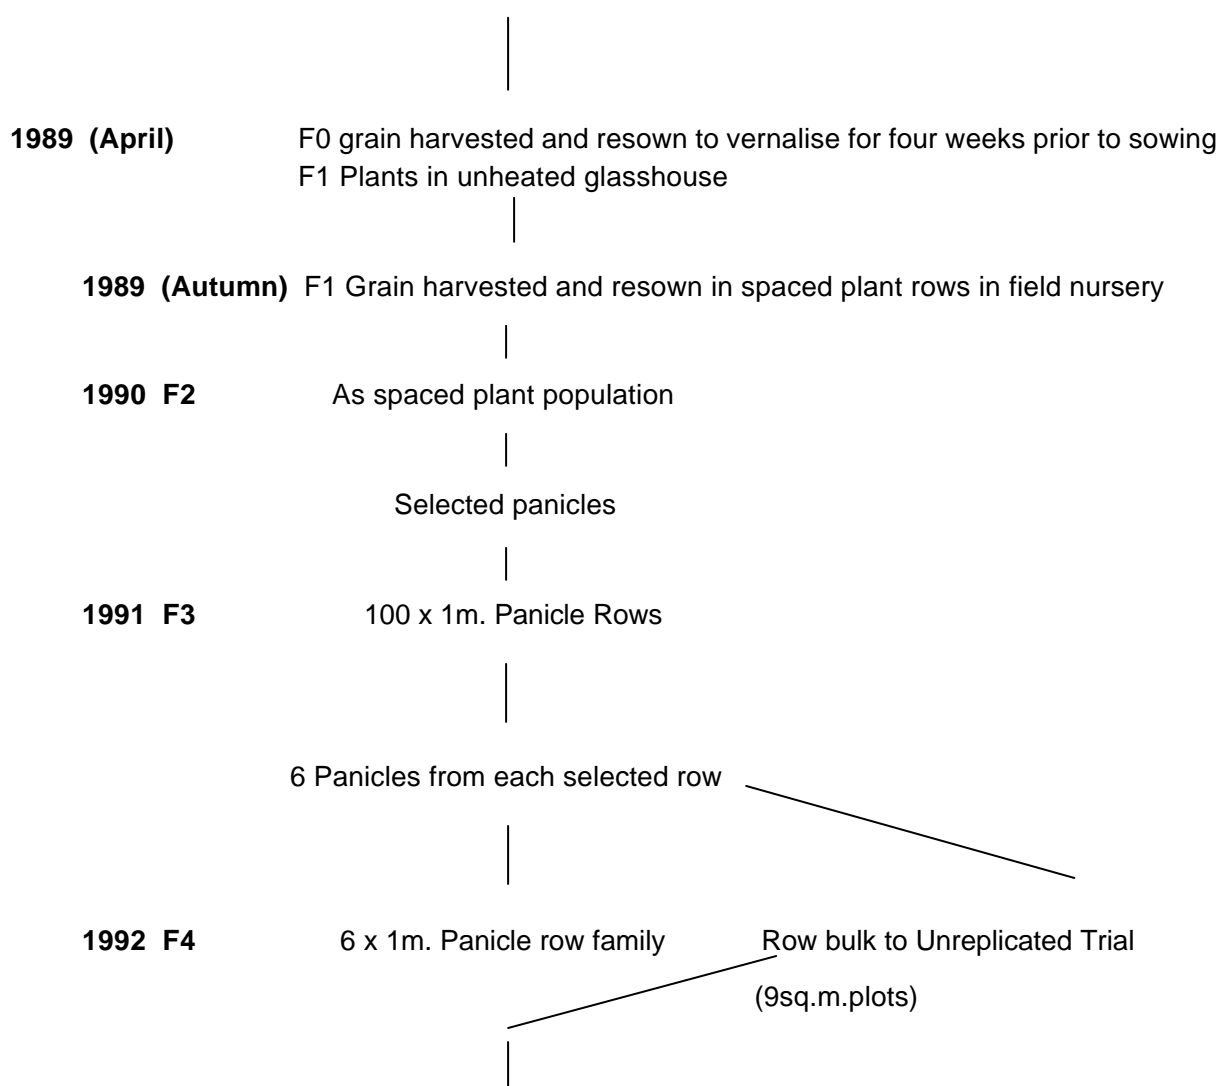 1989 (April) F0 grain harvested and resown to vernalise for four weeks prior to sowing
F1 Plants in unheated glasshouse
1989 (Autumn) F1 Grain harvested and resown in spaced plant rows in field nursery
1990 F2 As spaced plant population
Selected panicles
1991 F3 100 x 1m. Panicle Rows
6 Panicles from each selected row
1992 F4 6 x 1m. Panicle row family Row bulk to Unreplicated Trial
(9sq.m.plots)